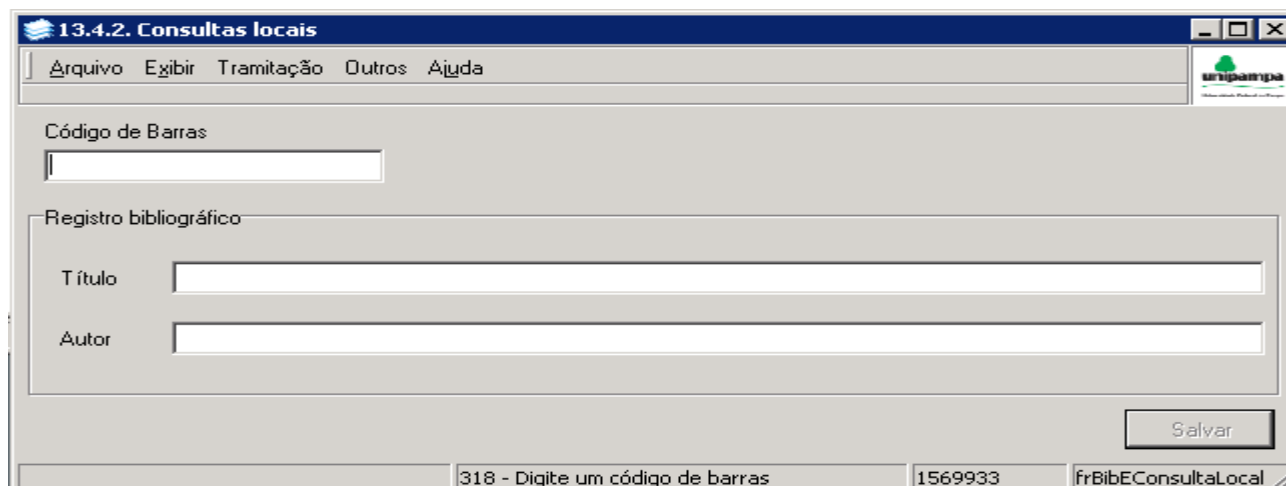 13.4.2. Consultas locais
Arquivo Exibir Tramitação Outros Ajuda
unipampa
Código de Barras
Registro bibliográfico
Título
Autor
Salvar
318 - Digite um código de barras 1569933 frBibEConsultaLocal